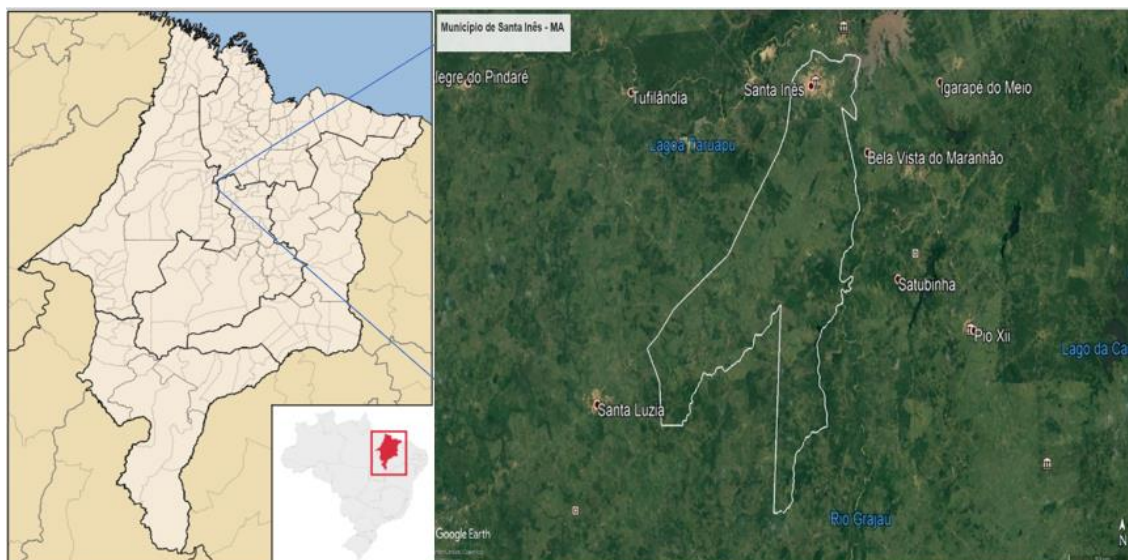 Município de Santa Inês - MA
legre do Pindaré
Tufilândia
Santa Inês
Igarapé do Meio
Bela Vista do Maranhão
Satubinha
Pio Xii
Lago da Ca
Santa Luzia
Rio Grajaú
Google Earth
N